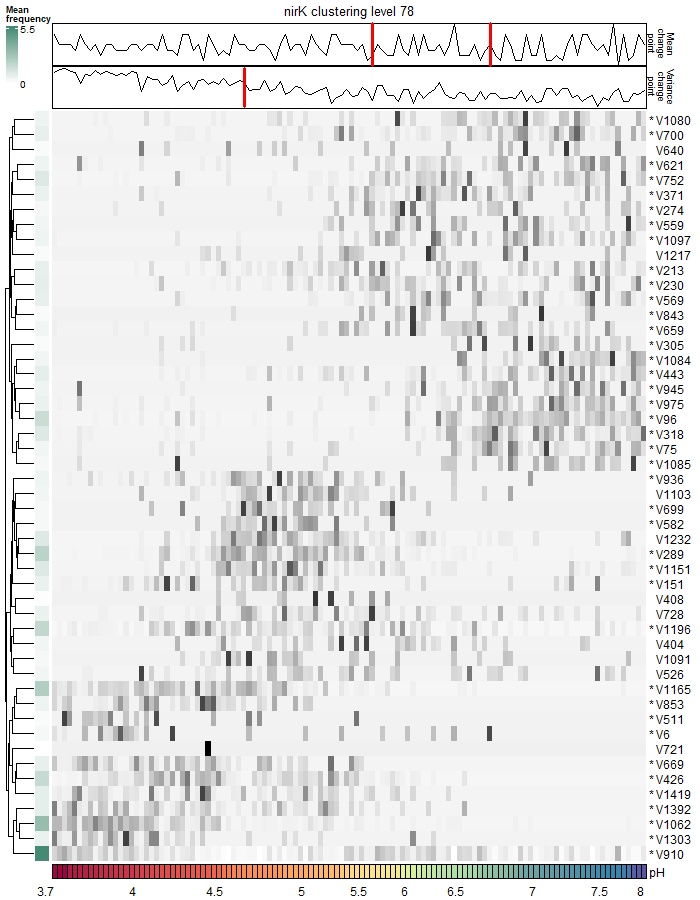 Mean
frequency
5.5
0
nirK clustering level 78
Mean
change
point
Variance
change
point
* V1080
* V700
V640
* V621
* V752
* V371
* V274
* V559
* V1097
V1217
* V213
* V230
* V569
* V843
* V659
* V305
* V1084
* V443
* V945
* V975
* V96
* V318
* V75
* V1085
* V936
V1103
* V699
* V582
V1232
* V289
* V1151
* V151
V408
V728
* V1196
V404
V1091
V526
* V1165
* V853
* V511
* V6
V721
* V669
* V426
* V1419
* V1392
* V1062
* V1303
* V910
pH
3.7 4 4.5 5 5.5 6 6.5 7 7.5 8